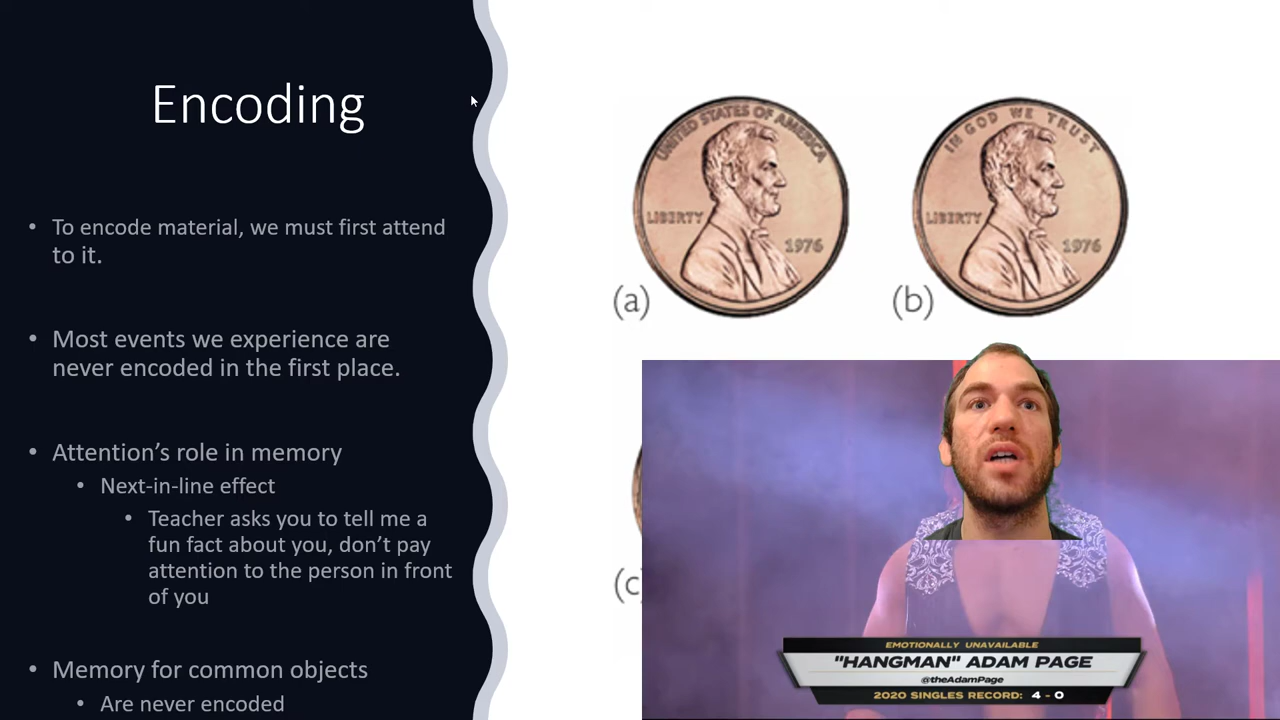 Encoding
• To encode material, we must first attend
to it.
• Most events we experience are
never encoded in the first place.
• Attention’s role in memory
• Next-in-line effect
• Teacher asks you to tell me a
fun fact about you, don’t pay
attention to the person in front
of you
• Memory for common objects
• Are never encoded
UNITED STATES OF AMERICA
LIBERTY
1976
(a)
IN GOD WE TRUST
LIBERTY
1976
(b)
(c
EMOTIONALLY UNAVAILABLE
"HANGMAN" ADAM PAGE
@theAdamPage
2020 SINGLES RECORD: 4 - 0